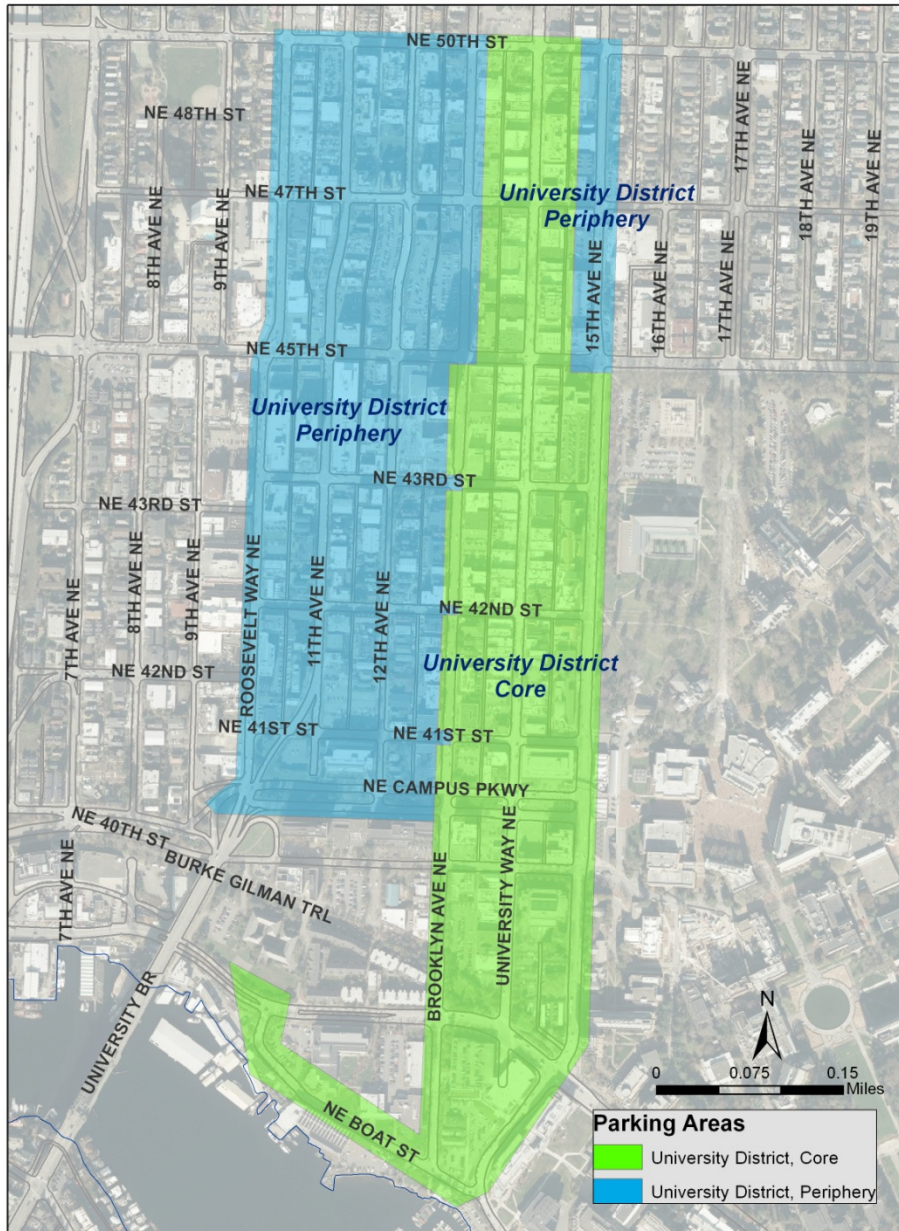 NE 50TH ST
NE 48TH ST
17TH AVE NE
18TH AVE NE
19TH AVE NE
NE 47TH ST
University District
Periphery
8TH AVE NE
9TH AVE NE
15TH AVE NE
16TH AVE NE
17TH AVE NE
NE 45TH ST
University District
Periphery
NE 43RD ST
NE 43RD ST
7TH AVE NE
8TH AVE NE
9TH AVE NE
ROOSEVELT WAY NE
11TH AVE NE
12TH AVE NE
NE 42ND ST
University District
Core
NE 42ND ST
NE 41ST ST
NE 41ST ST
NE CAMPUS PKWY
NE 40TH ST
BURKE GILMAN TRL
7TH AVE NE
BROOKLYN AVE NE
UNIVERSITY WAY NE
UNIVERSITY BR
NE BOAT ST
N
0 0.075 0.15
Miles
Parking Areas
University District, Core
University District, Periphery